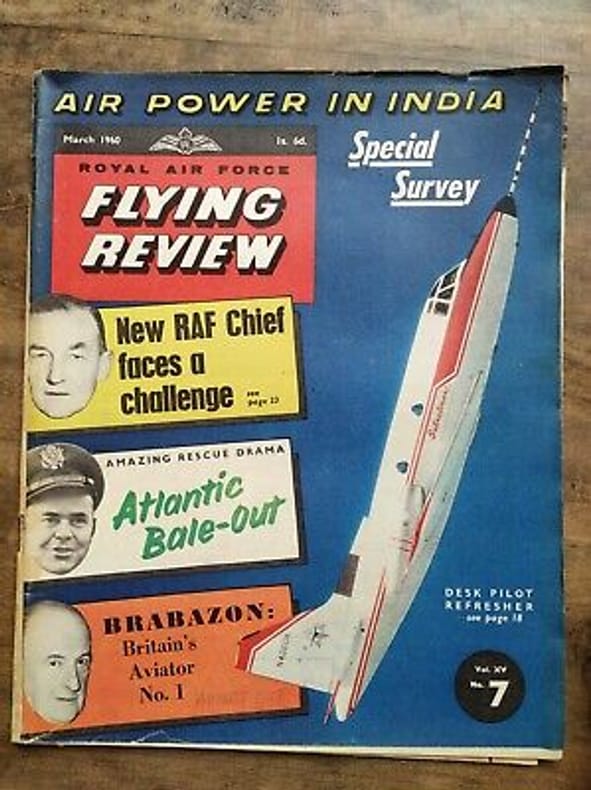 AIR POWER IN INDIA
March 1960
1s. 6d.
ROYAL AIR FORCE
FLYING
REVIEW
Special
Survey
New RAF Chief
faces a
challenge
see
page 23
AMAZING RESCUE DRAMA
Atlantic
Bale-Out
BRABAZON:
Britain's
Aviator
No. 1
DESK PILOT
REFRESHER
see page 18
Vol. XV
No. 7
Sabreliner